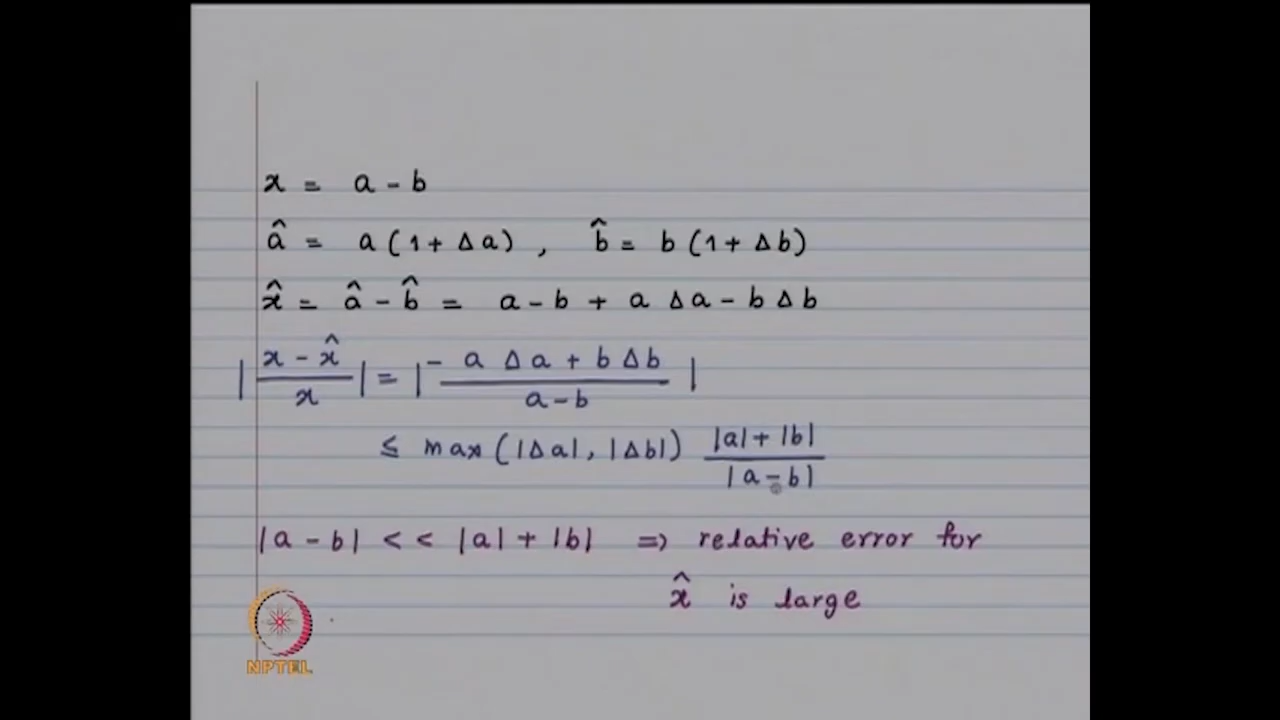 x = a - b
â = a (1 + Δa) , b̂ = b (1 + Δb)
x̂ = â - b̂ = a - b + a Δa - b Δb
| (x - x̂) / x | = | (- a Δa + b Δb) / (a - b) |
≤ max (|Δa|, |Δb|) (|a| + |b|) / |a - b|
|a - b| < < |a| + |b| ⇒ relative error for
x̂ is large
NPTEL